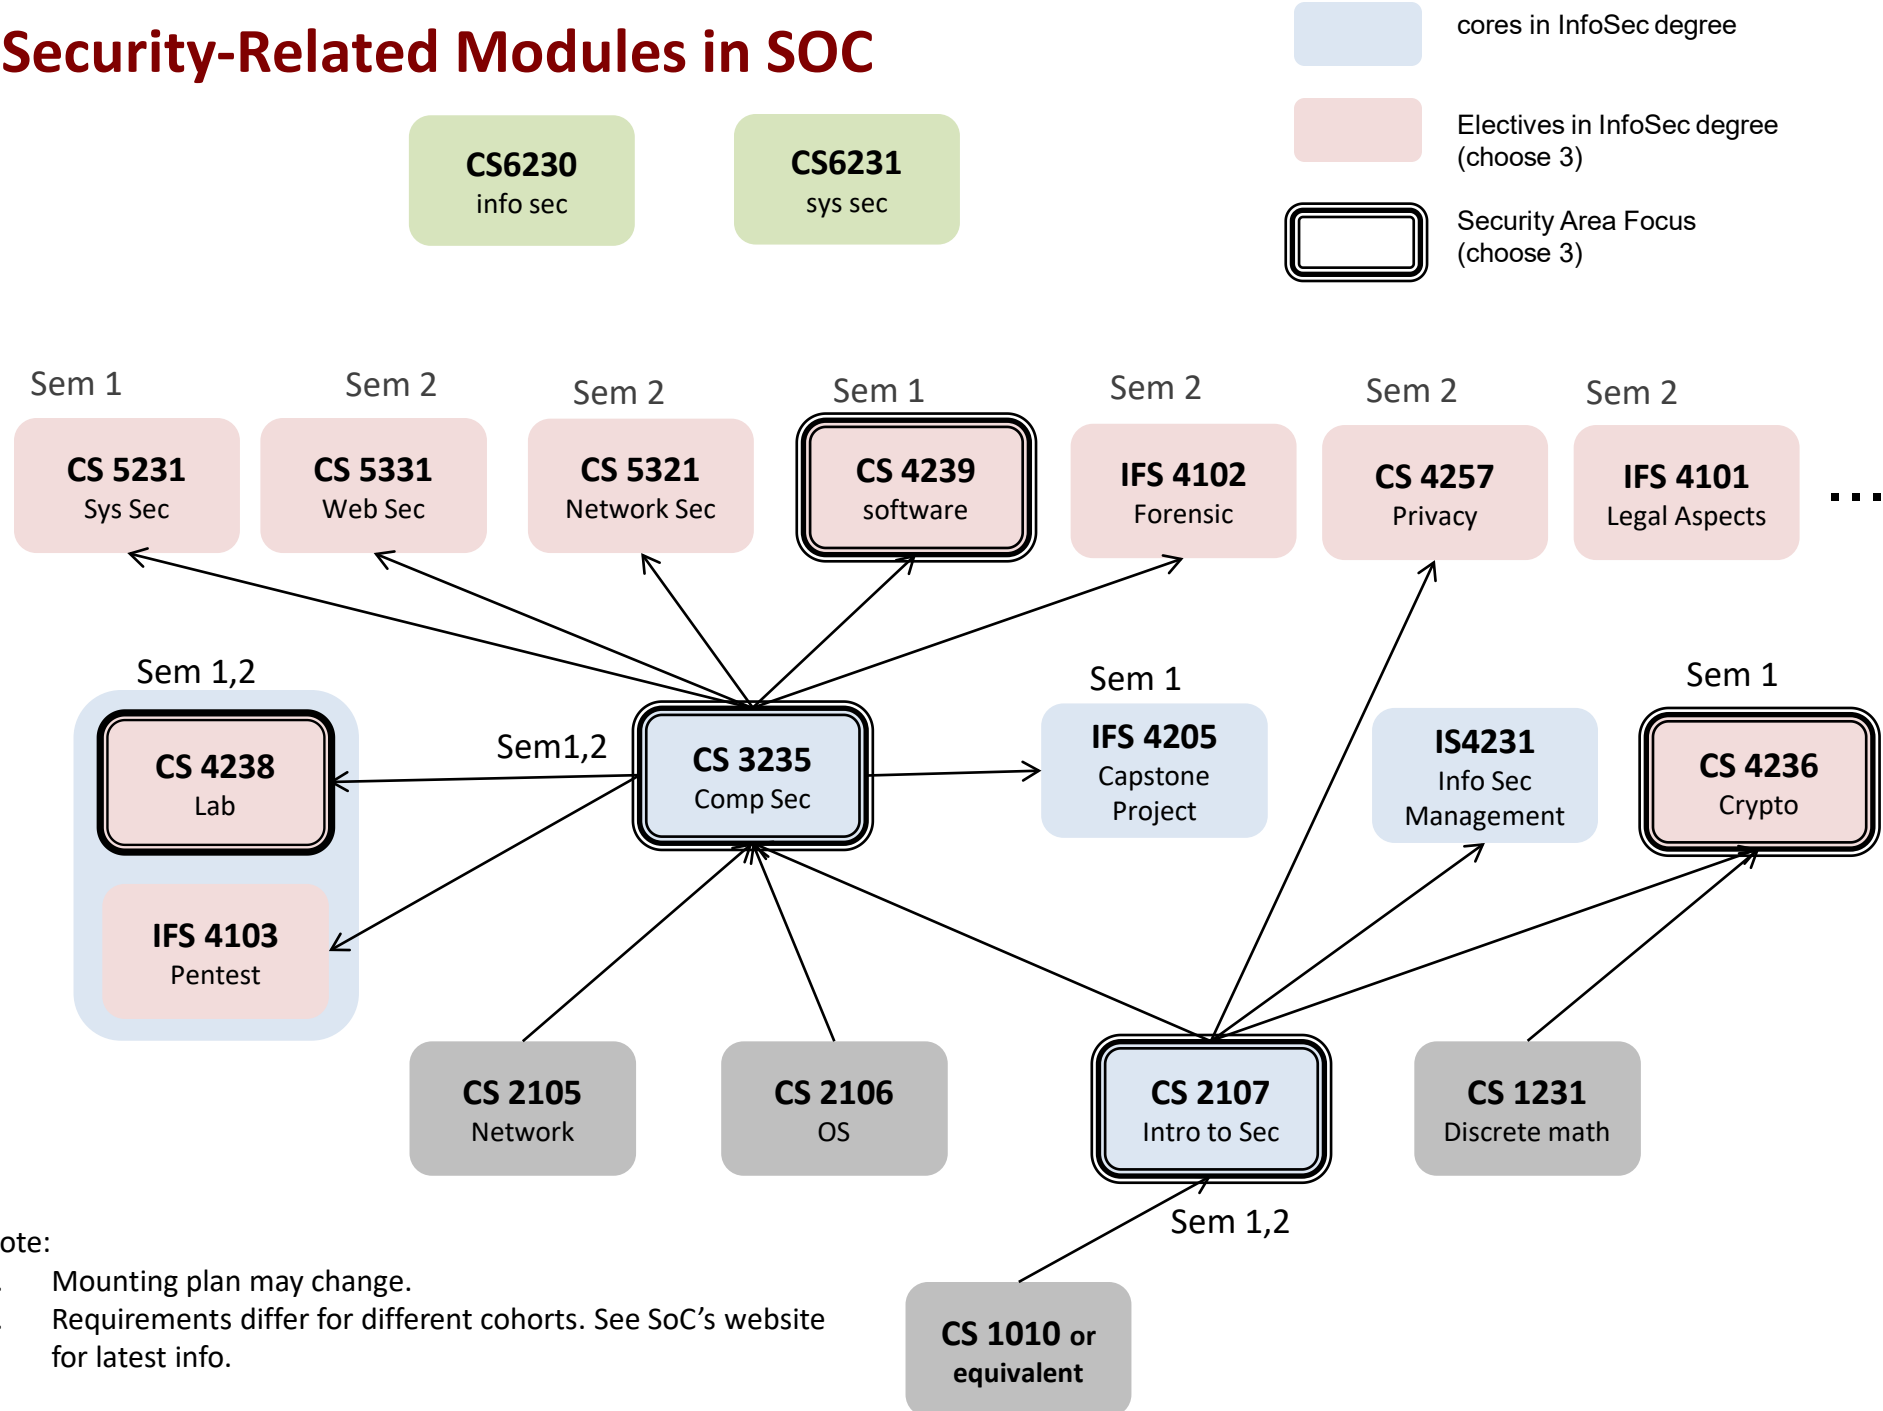 Security-Related Modules in SOC
cores in InfoSec degree
Electives in InfoSec degree
(choose 3)
Security Area Focus
(choose 3)
CS6230
info sec
CS6231
sys sec
Sem 1
Sem 2
Sem 2
Sem 1
Sem 2
Sem 2
Sem 2
CS 5231
Sys Sec
CS 5331
Web Sec
CS 5321
Network Sec
CS 4239
software
IFS 4102
Forensic
CS 4257
Privacy
IFS 4101
Legal Aspects
...
Sem 1,2
CS 4238
Lab
IFS 4103
Pentest
Sem1,2
CS 3235
Comp Sec
Sem 1
IFS 4205
Capstone
Project
IS4231
Info Sec
Management
Sem 1
CS 4236
Crypto
CS 2105
Network
CS 2106
OS
CS 2107
Intro to Sec
Sem 1,2
CS 1231
Discrete math
CS 1010 or
equivalent
ote:
. Mounting plan may change.
. Requirements differ for different cohorts. See SoC’s website
for latest info.